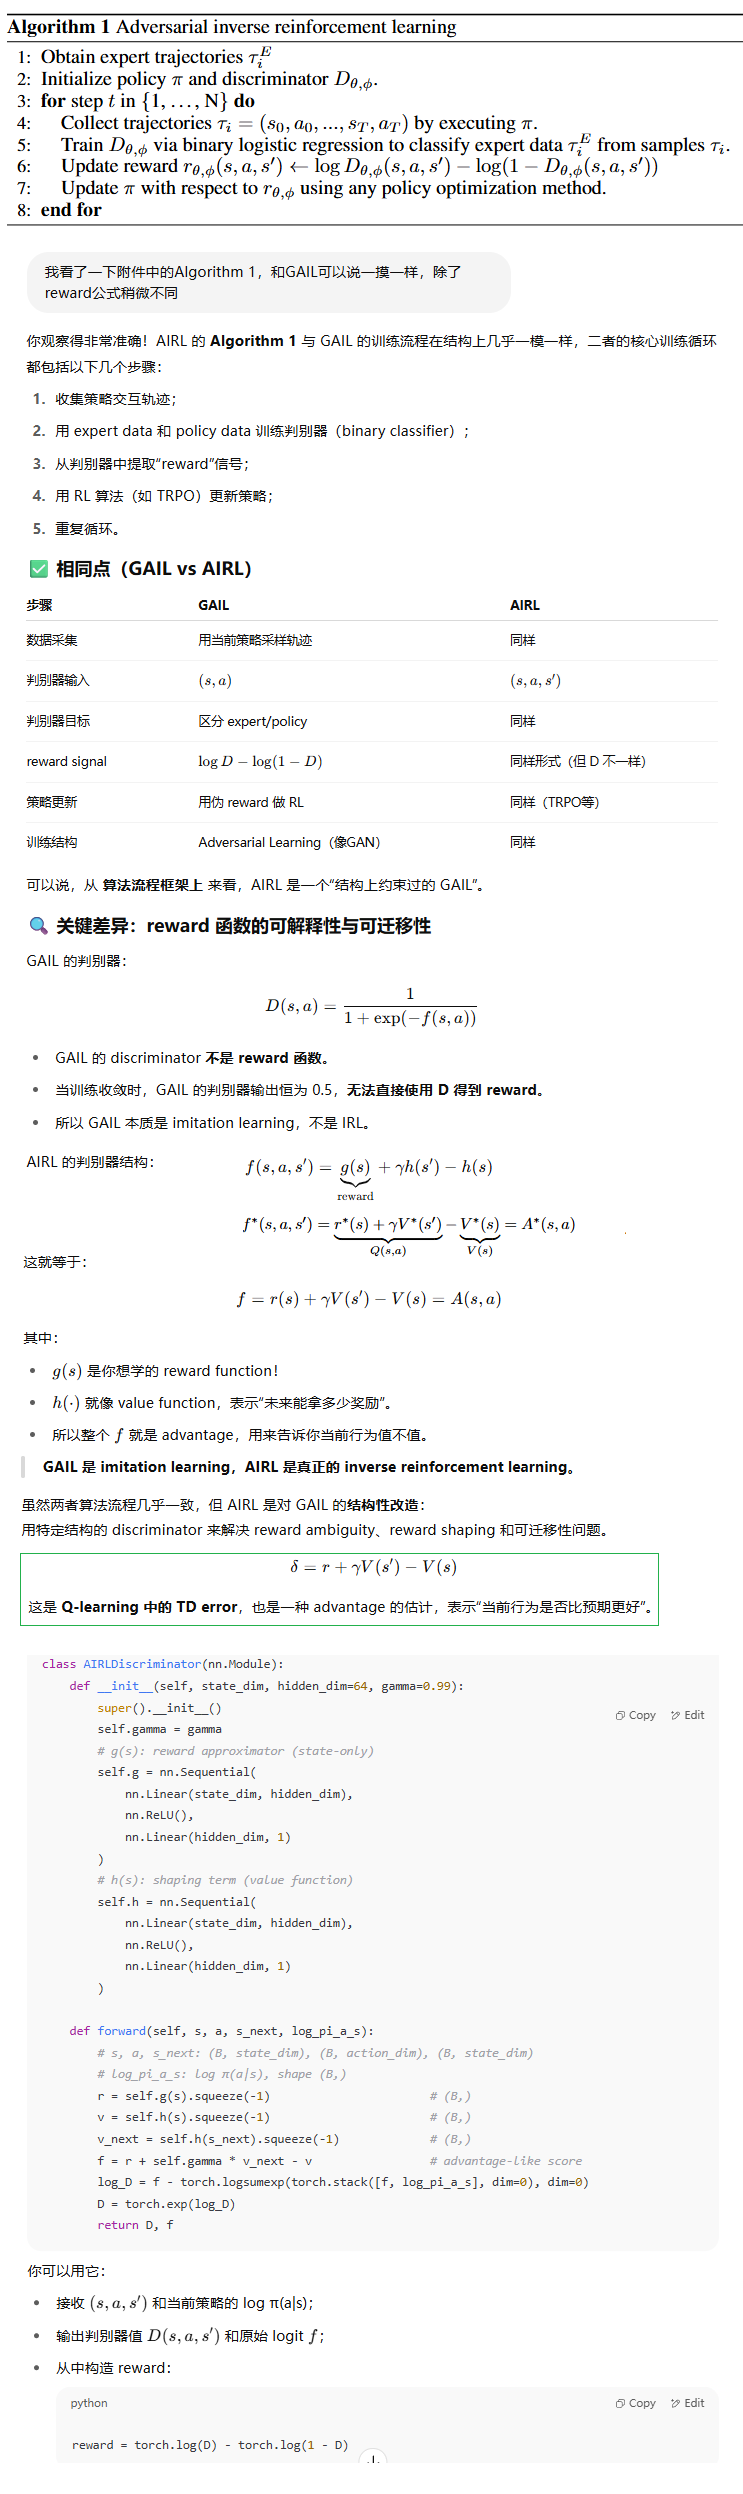 Algorithm 1 Adversarial inverse reinforcement learning
1: Obtain expert trajectories τ_i^E
2: Initialize policy π and discriminator D_{θ,ϕ}.
3: for step t in {1, . . . , N} do
4: Collect trajectories τ_i = (s_0, a_0, ..., s_T, a_T) by executing π.
5: Train D_{θ,ϕ} via binary logistic regression to classify expert data τ_i^E from samples τ_i.
6: Update reward r_{θ,ϕ}(s, a, s′) ← log D_{θ,ϕ}(s, a, s′) − log(1 − D_{θ,ϕ}(s, a, s′))
7: Update π with respect to r_{θ,ϕ} using any policy optimization method.
8: end for
我看了一下附件中的Algorithm 1，和GAIL可以说一摸一样，除了
reward公式稍微不同
你观察得非常准确！AIRL 的 Algorithm 1 与 GAIL 的训练流程在结构上几乎一模一样，二者的核心训练循环
都包括以下几个步骤：
1. 收集策略交互轨迹；
2. 用 expert data 和 policy data 训练判别器（binary classifier）；
3. 从判别器中提取“reward”信号；
4. 用 RL 算法（如 TRPO）更新策略；
5. 重复循环。
✅ 相同点（GAIL vs AIRL）
步骤 GAIL AIRL
数据采集 用当前策略采样轨迹 同样
判别器输入 (s, a) (s, a, s′)
判别器目标 区分 expert/policy 同样
reward signal log D − log(1 − D) 同样形式（但 D 不一样）
策略更新 用伪 reward 做 RL 同样（TRPO等）
训练结构 Adversarial Learning（像GAN） 同样
可以说，从 算法流程框架上 来看，AIRL 是一个“结构上约束过的 GAIL”。
🔍 关键差异：reward 函数的可解释性与可迁移性
GAIL 的判别器：
D(s, a) = 1 / (1 + exp(−f(s, a)))
• GAIL 的 discriminator 不是 reward 函数。
• 当训练收敛时，GAIL 的判别器输出恒为 0.5，无法直接使用 D 得到 reward。
• 所以 GAIL 本质是 imitation learning，不是 IRL。
AIRL 的判别器结构： f(s, a, s′) = g(s) + γh(s′) − h(s)
reward
f*(s, a, s′) = r*(s) + γV*(s′) − V*(s) = A*(s, a)
Q(s,a) V(s)
这就等于：
f = r(s) + γV(s′) − V(s) = A(s, a)
其中：
• g(s) 是你想学的 reward function！
• h(·) 就像 value function，表示“未来能拿多少奖励”。
• 所以整个 f 就是 advantage，用来告诉你当前行为值不值。
GAIL 是 imitation learning，AIRL 是真正的 inverse reinforcement learning。
虽然两者算法流程几乎一致，但 AIRL 是对 GAIL 的结构性改造：
用特定结构的 discriminator 来解决 reward ambiguity、reward shaping 和可迁移性问题。
δ = r + γV(s′) − V(s)
这是 Q-learning 中的 TD error，也是一种 advantage 的估计，表示“当前行为是否比预期更好”。
class AIRLDiscriminator(nn.Module):
def __init__(self, state_dim, hidden_dim=64, gamma=0.99):
super().__init__()
Copy Edit
self.gamma = gamma
# g(s): reward approximator (state-only)
self.g = nn.Sequential(
nn.Linear(state_dim, hidden_dim),
nn.ReLU(),
nn.Linear(hidden_dim, 1)
)
# h(s): shaping term (value function)
self.h = nn.Sequential(
nn.Linear(state_dim, hidden_dim),
nn.ReLU(),
nn.Linear(hidden_dim, 1)
)
def forward(self, s, a, s_next, log_pi_a_s):
# s, a, s_next: (B, state_dim), (B, action_dim), (B, state_dim)
# log_pi_a_s: log π(a|s), shape (B,)
r = self.g(s).squeeze(-1) # (B,)
v = self.h(s).squeeze(-1) # (B,)
v_next = self.h(s_next).squeeze(-1) # (B,)
f = r + self.gamma * v_next - v # advantage-like score
log_D = f - torch.logsumexp(torch.stack([f, log_pi_a_s], dim=0), dim=0)
D = torch.exp(log_D)
return D, f
你可以用它：
• 接收 (s, a, s′) 和当前策略的 log π(a|s)；
• 输出判别器值 D(s, a, s′) 和原始 logit f；
• 从中构造 reward：
python Copy Edit
reward = torch.log(D) - torch.log(1 - D)